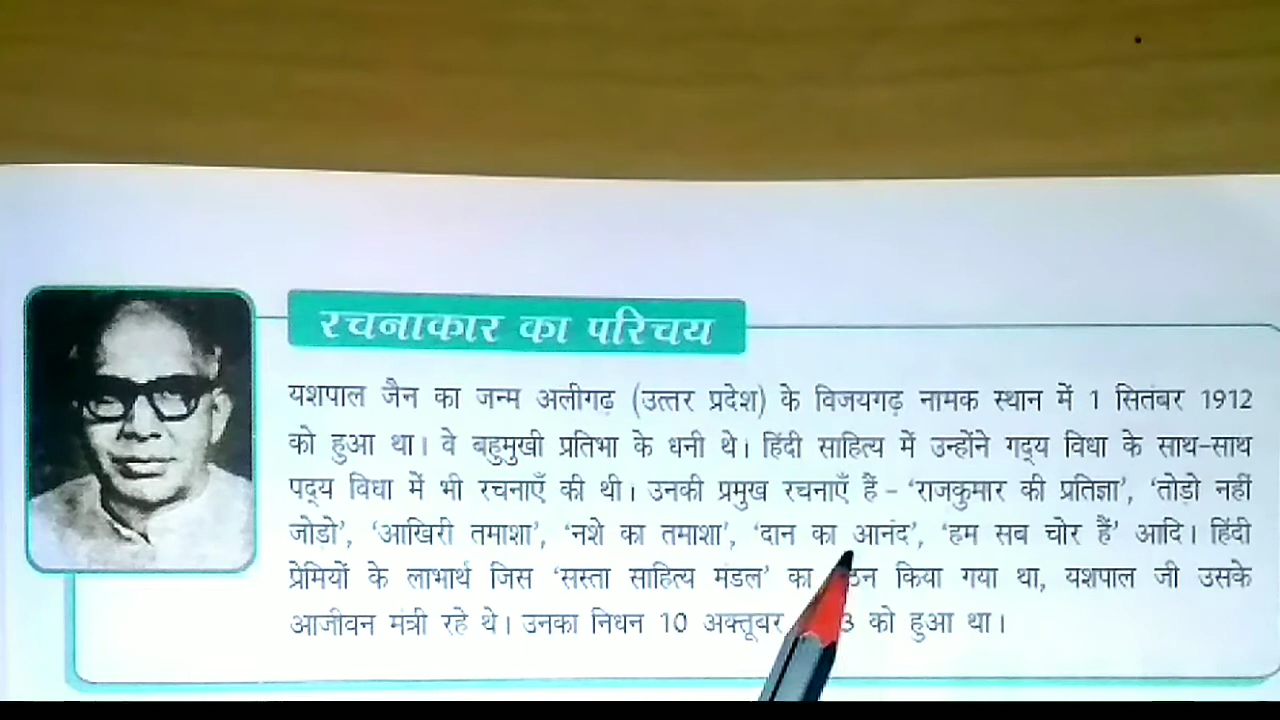 रचनाकार का परिचय
यशपाल जैन का जन्म अलीगढ़ (उत्तर प्रदेश) के विजयगढ़ नामक स्थान में 1 सितंबर 1912
को हुआ था। वे बहुमुखी प्रतिभा के धनी थे। हिंदी साहित्य में उन्होंने गद्य विधा के साथ-साथ
पद्य विधा में भी रचनाएँ की थी। उनकी प्रमुख रचनाएँ हैं – ‘राजकुमार की प्रतिज्ञा’, ‘तोडो नहीं
जोड़ो’, ‘आखिरी तमाशा’, ‘नशे का तमाशा’, ‘दान का आनंद’, ‘हम सब चोर हैं’ आदि। हिंदी
प्रेमियों के लाभार्थ जिस ‘सस्ता साहित्य मंडल’ का किया गया था, यशपाल जी उसके
आजीवन मंत्री रहे थे। उनका निधन 10 अक्तूबर को हुआ था।